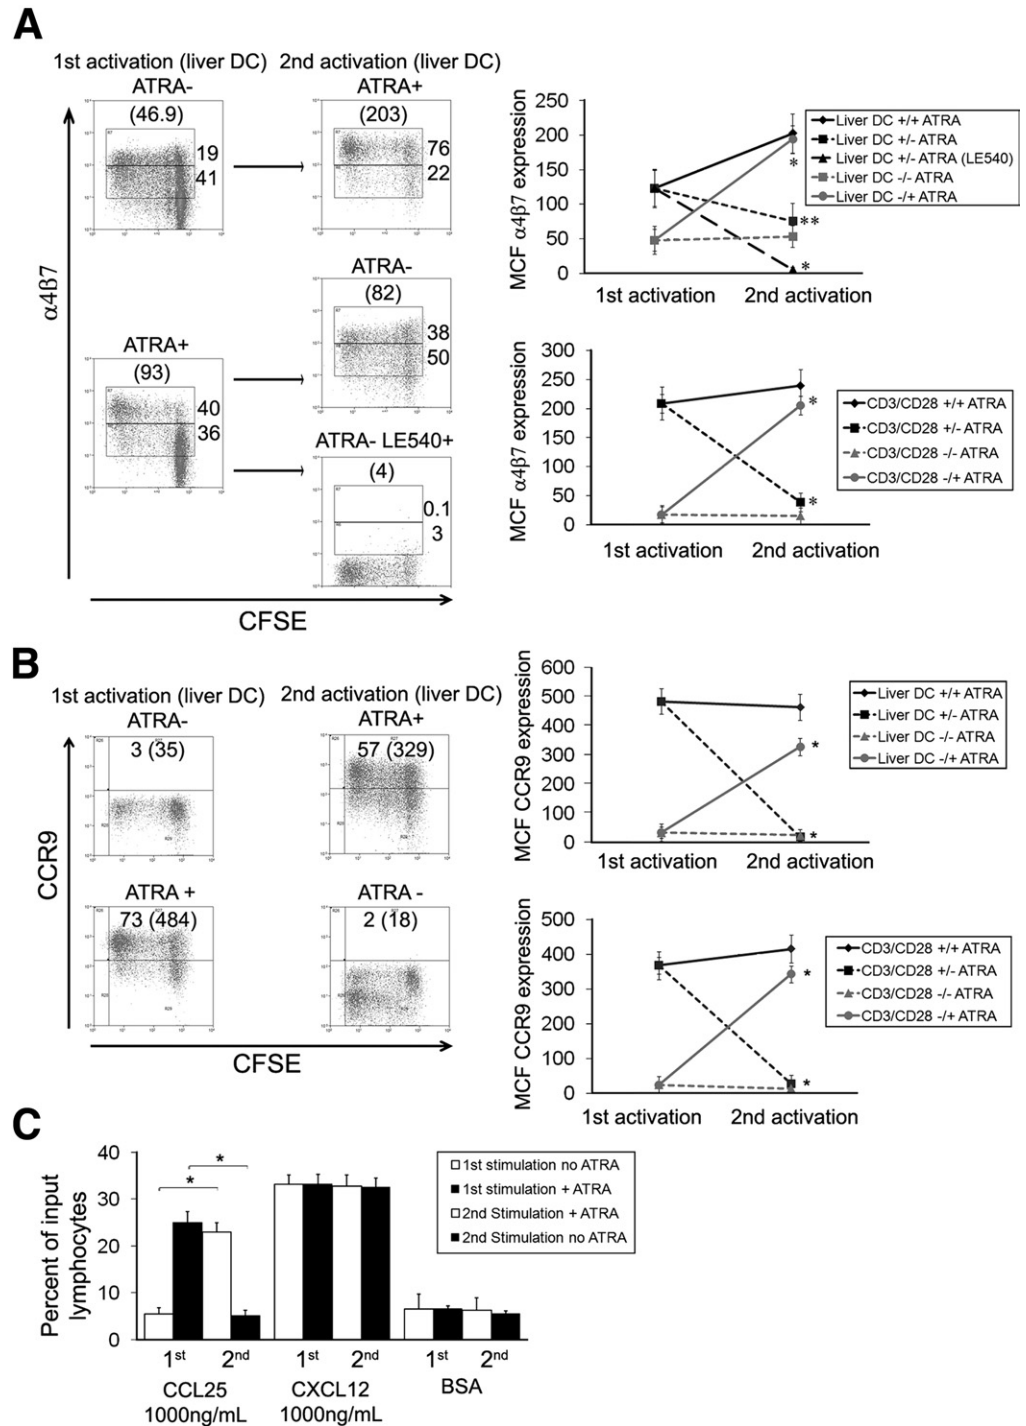 A
1st activation (liver DC)
2nd activation (liver DC)
ATRA-
(46.9)
19
41
ATRA+
(203)
76
22
ATRA+
(93)
40
36
ATRA-
(82)
38
50
ATRA- LE540+
(4)
0.1
3
α4β7
CFSE
MCF α4β7 expression
250
200
150
100
50
0
1st activation 2nd activation
*
**
*
Liver DC +/+ ATRA
Liver DC +/- ATRA
Liver DC +/- ATRA (LE540)
Liver DC -/- ATRA
Liver DC -/+ ATRA
MCF α4β7 expression
300
250
200
150
100
50
0
1st activation 2nd activation
*
*
CD3/CD28 +/+ ATRA
CD3/CD28 +/- ATRA
CD3/CD28 -/- ATRA
CD3/CD28 -/+ ATRA
B
1st activation (liver DC)
2nd activation (liver DC)
ATRA-
3 (35)
ATRA+
57 (329)
ATRA +
73 (484)
ATRA -
2 (18)
CCR9
CFSE
MCF CCR9 expression
600
500
400
300
200
100
0
1st activation 2nd activation
*
*
Liver DC +/+ ATRA
Liver DC +/- ATRA
Liver DC -/- ATRA
Liver DC -/+ ATRA
MCF CCR9 expression
500
400
300
200
100
0
1st activation 2nd activation
*
*
CD3/CD28 +/+ ATRA
CD3/CD28 +/- ATRA
CD3/CD28 -/- ATRA
CD3/CD28 -/+ ATRA
C
Percent of input
lymphocytes
40
30
20
10
0
*
*
1st 2nd 1st 2nd 1st 2nd
CCL25 CXCL12 BSA
1000ng/mL 1000ng/mL
1st stimulation no ATRA
1st stimulation + ATRA
2nd Stimulation + ATRA
2nd Stimulation no ATRA